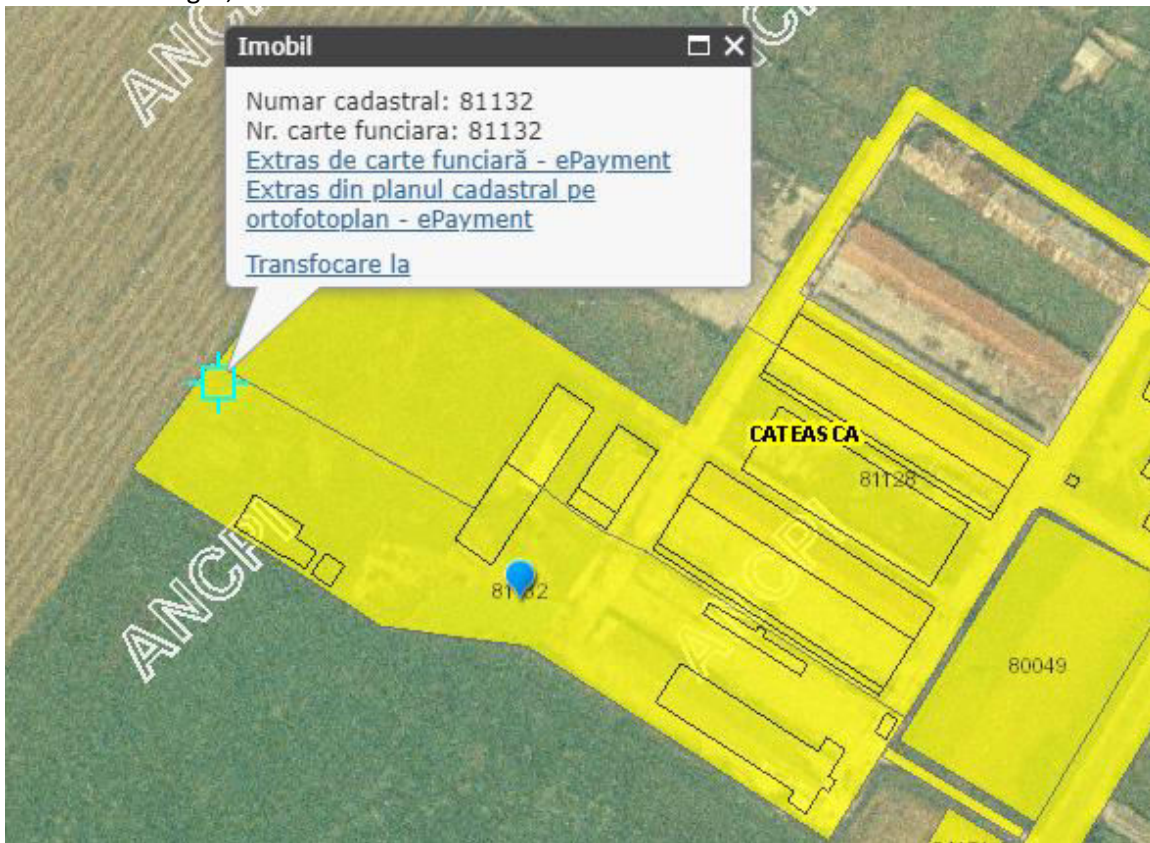 Imobil
Numar cadastral: 81132
Nr. carte funciara: 81132
Extras de carte funciară - ePayment
Extras din planul cadastral pe
ortofotoplan - ePayment
Transfocare la
CATEASCA
81128
80049
ANCPI
ANCPI